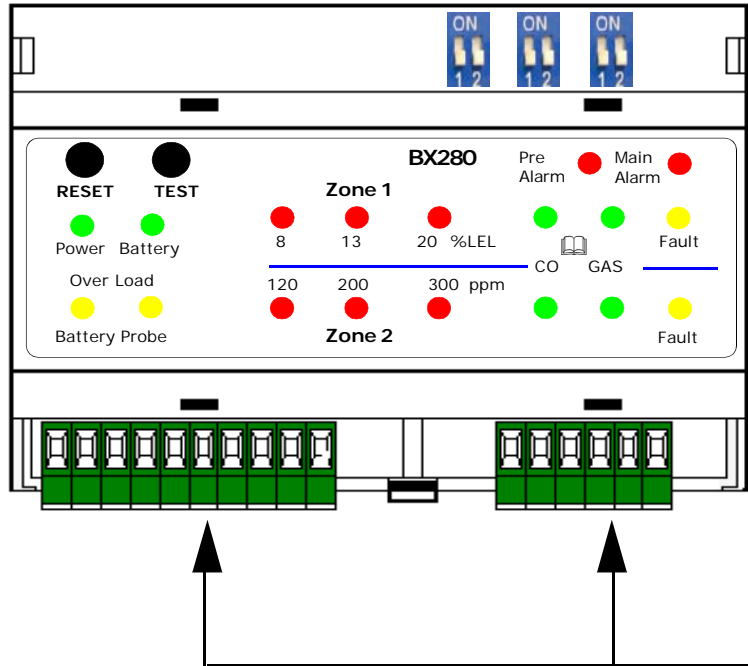 ON ON ON
1 2 1 2 1 2
BX280
Pre Alarm
Main Alarm
RESET TEST
Zone 1
Power Battery
8 13 20 %LEL
Fault
CO GAS
Over Load
120 200 300 ppm
Battery Probe
Zone 2
Fault